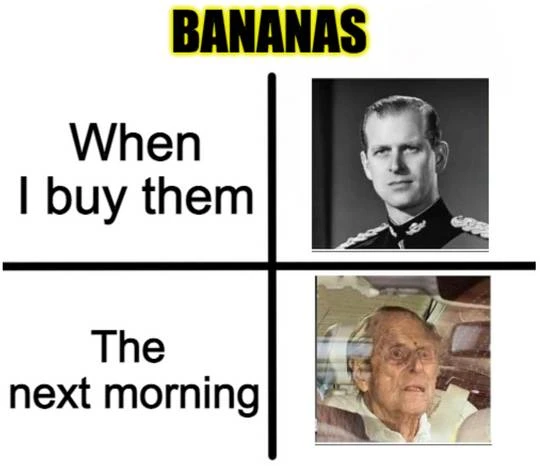 BANANAS
When
I buy them
The
next morning